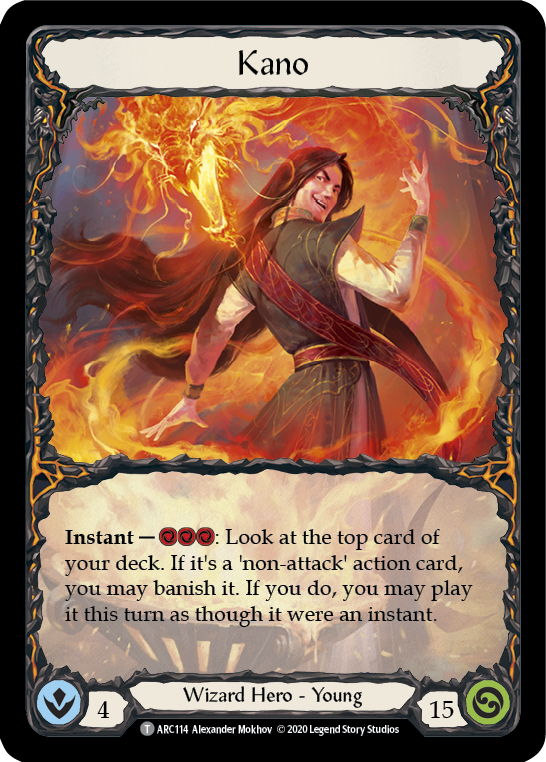 Kano
Instant — : Look at the top card of
your deck. If it's a 'non-attack' action card,
you may banish it. If you do, you may play
it this turn as though it were an instant.
4
Wizard Hero - Young
15
T ARC114 Alexander Mokhov © 2020 Legend Story Studios